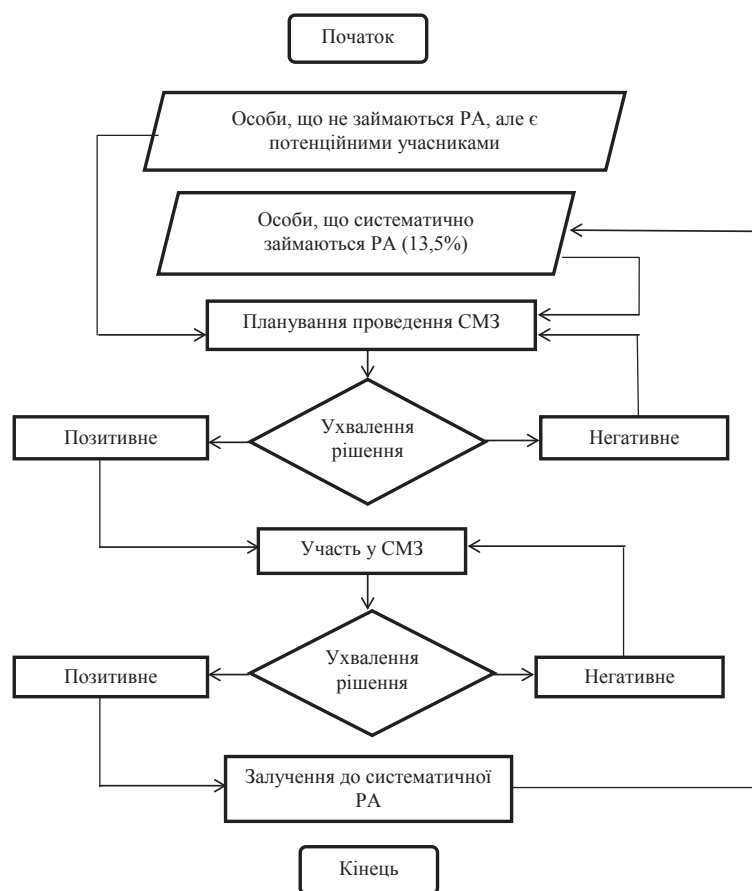 Початок
Особи, що не займаються РА, але є
потенційними учасниками
Особи, що систематично
займаються РА (13,5%)
Планування проведення СМЗ
Позитивне
Ухвалення
рішення
Негативне
Участь у СМЗ
Позитивне
Ухвалення
рішення
Негативне
Залучення до систематичної
РА
Кінець